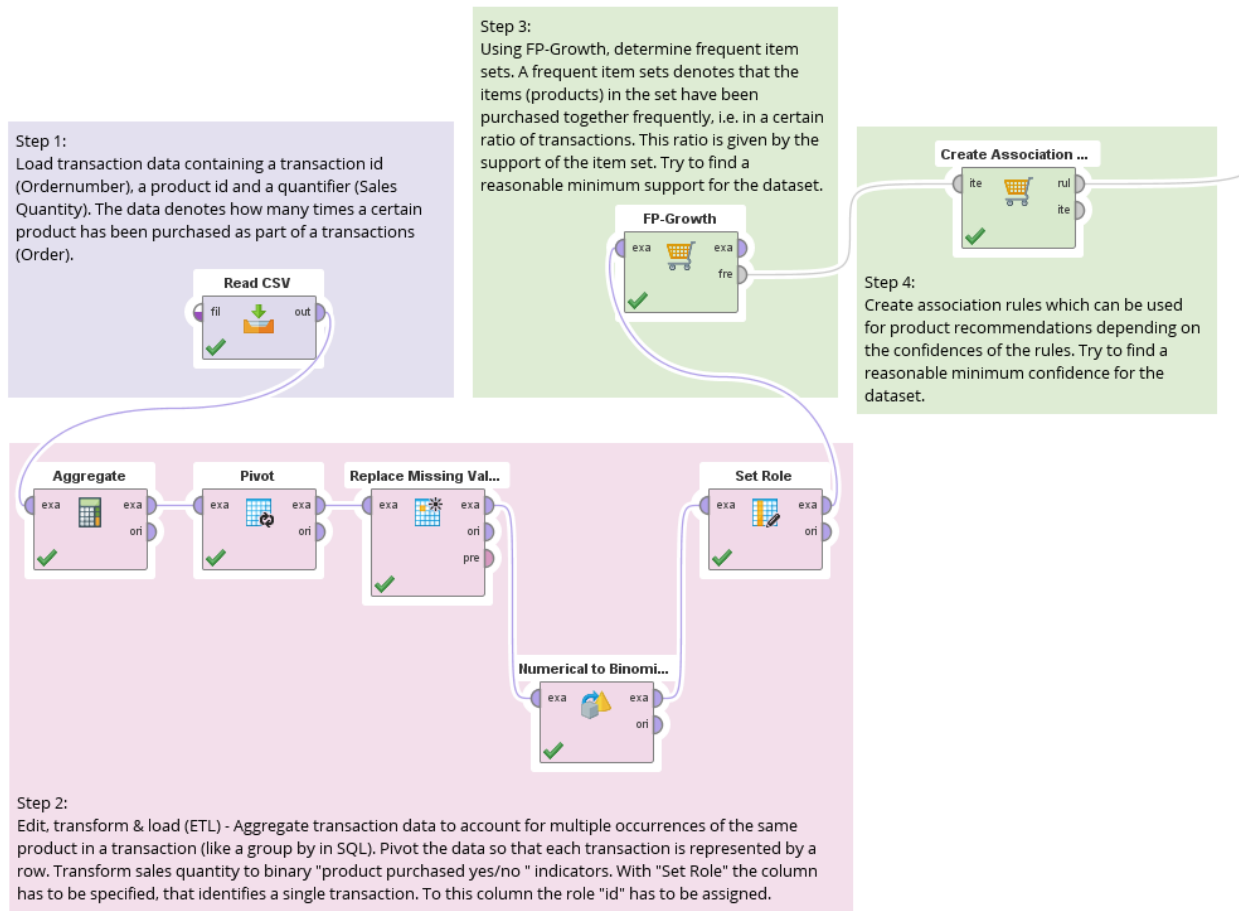 Step 1:
Load transaction data containing a transaction id
(Ordernumber), a product id and a quantifier (Sales
Quantity). The data denotes how many times a certain
product has been purchased as part of a transactions
(Order).
Read CSV
fil
out
Step 3:
Using FP-Growth, determine frequent item
sets. A frequent item sets denotes that the
items (products) in the set have been
purchased together frequently, i.e. in a certain
ratio of transactions. This ratio is given by the
support of the item set. Try to find a
reasonable minimum support for the dataset.
FP-Growth
exa
exa
fre
Create Association ...
ite
rul
ite
Step 4:
Create association rules which can be used
for product recommendations depending on
the confidences of the rules. Try to find a
reasonable minimum confidence for the
dataset.
Aggregate
exa
exa
ori
Pivot
exa
exa
ori
Replace Missing Val...
exa
exa
ori
pre
Numerical to Binomi...
exa
exa
ori
Set Role
exa
exa
ori
Step 2:
Edit, transform & load (ETL) - Aggregate transaction data to account for multiple occurrences of the same
product in a transaction (like a group by in SQL). Pivot the data so that each transaction is represented by a
row. Transform sales quantity to binary "product purchased yes/no " indicators. With "Set Role" the column
has to be specified, that identifies a single transaction. To this column the role "id" has to be assigned.